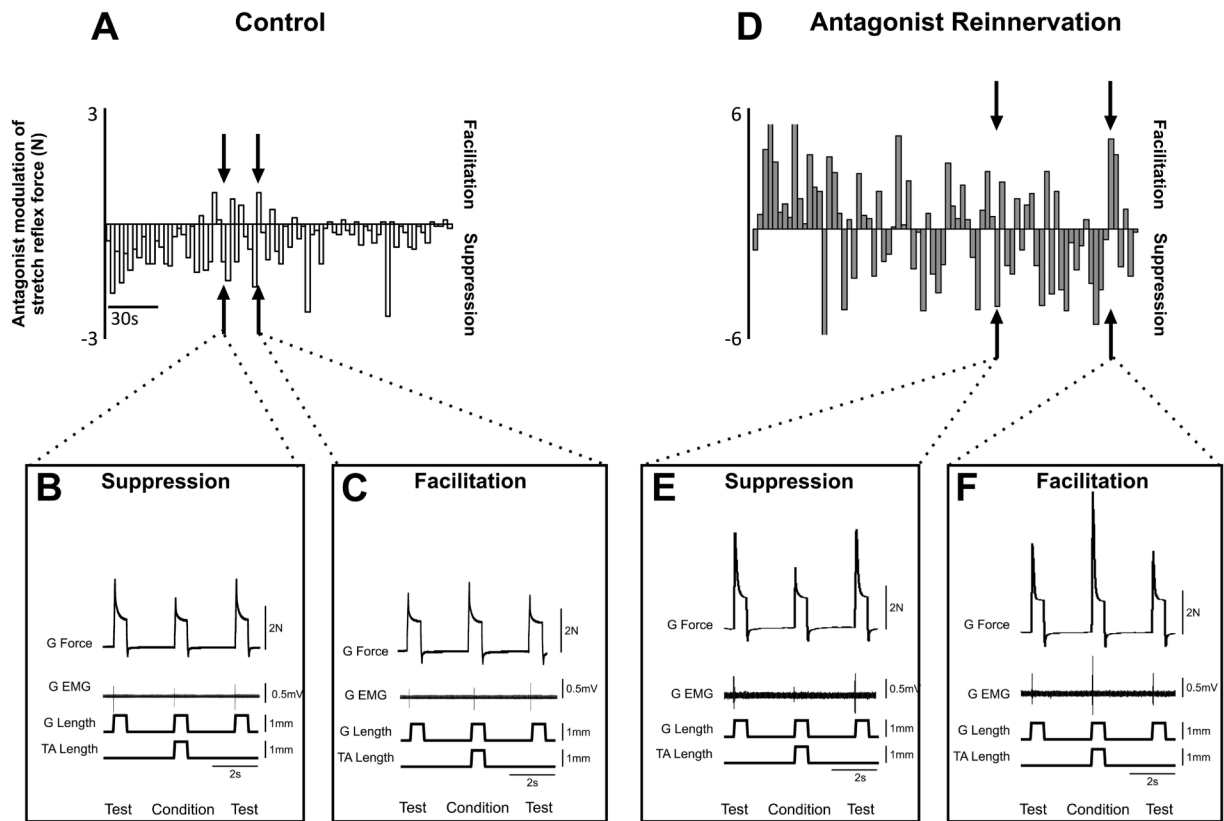 A
Control
Antagonist modulation of
stretch reflex force (N)
3
-3
30s
Facilitation
Suppression
D
Antagonist Reinnervation
6
-6
Facilitation
Suppression
B
Suppression
G Force
2N
G EMG
0.5mV
G Length
1mm
TA Length
1mm
2s
Test Condition Test
C
Facilitation
G Force
2N
G EMG
0.5mV
G Length
1mm
TA Length
1mm
2s
Test Condition Test
E
Suppression
G Force
2N
G EMG
0.5mV
G Length
1mm
TA Length
1mm
2s
Test Condition Test
F
Facilitation
G Force
2N
G EMG
0.5mV
G Length
1mm
TA Length
1mm
2s
Test Condition Test